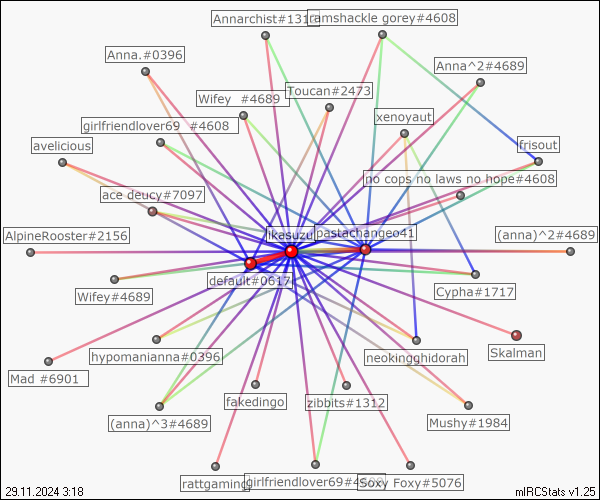 Annarchist#131
ramshackle gorey#4608
Anna.#0396
Anna^2#4689
Toucan#2473
Wifey #4689
xenoyaut
girlfriendlover69 #4608
frisout
avelicious
no cops no laws no hope#4608
ace deucy#7097
likesuzu
pastachangeo41
AlpineRooster#2156
(anna)^2#4689
default#0617
Wifey#4689
Cypha#1717
hypomanianna#0396
neokingghidorah
Skalman
Mad #6901
fakedingo
zibbits#1312
(anna)^3#4689
Mushy#1984
rattgaming
girlfriendlover69#4
Soxy Foxy#5076
29.11.2024 3:18
mIRCStats v1.25